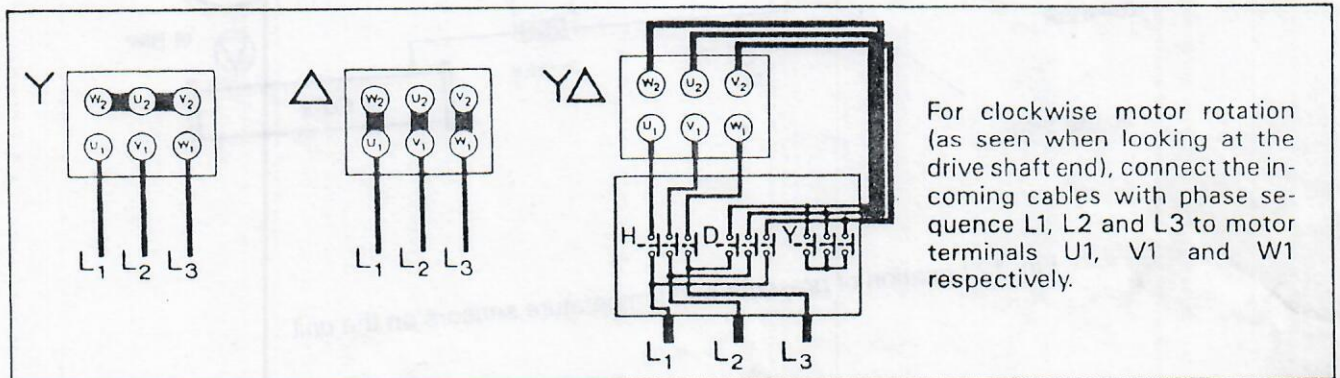 Y
W2 U2 V2
U1 V1 W1
L1 L2 L3
△
W2 U2 V2
U1 V1 W1
L1 L2 L3
Y△
W2 U2 V2
U1 V1 W1
H D Y
L1 L2 L3
For clockwise motor rotation
(as seen when looking at the
drive shaft end), connect the in-
coming cables with phase se-
quence L1, L2 and L3 to motor
terminals U1, V1 and W1
respectively.